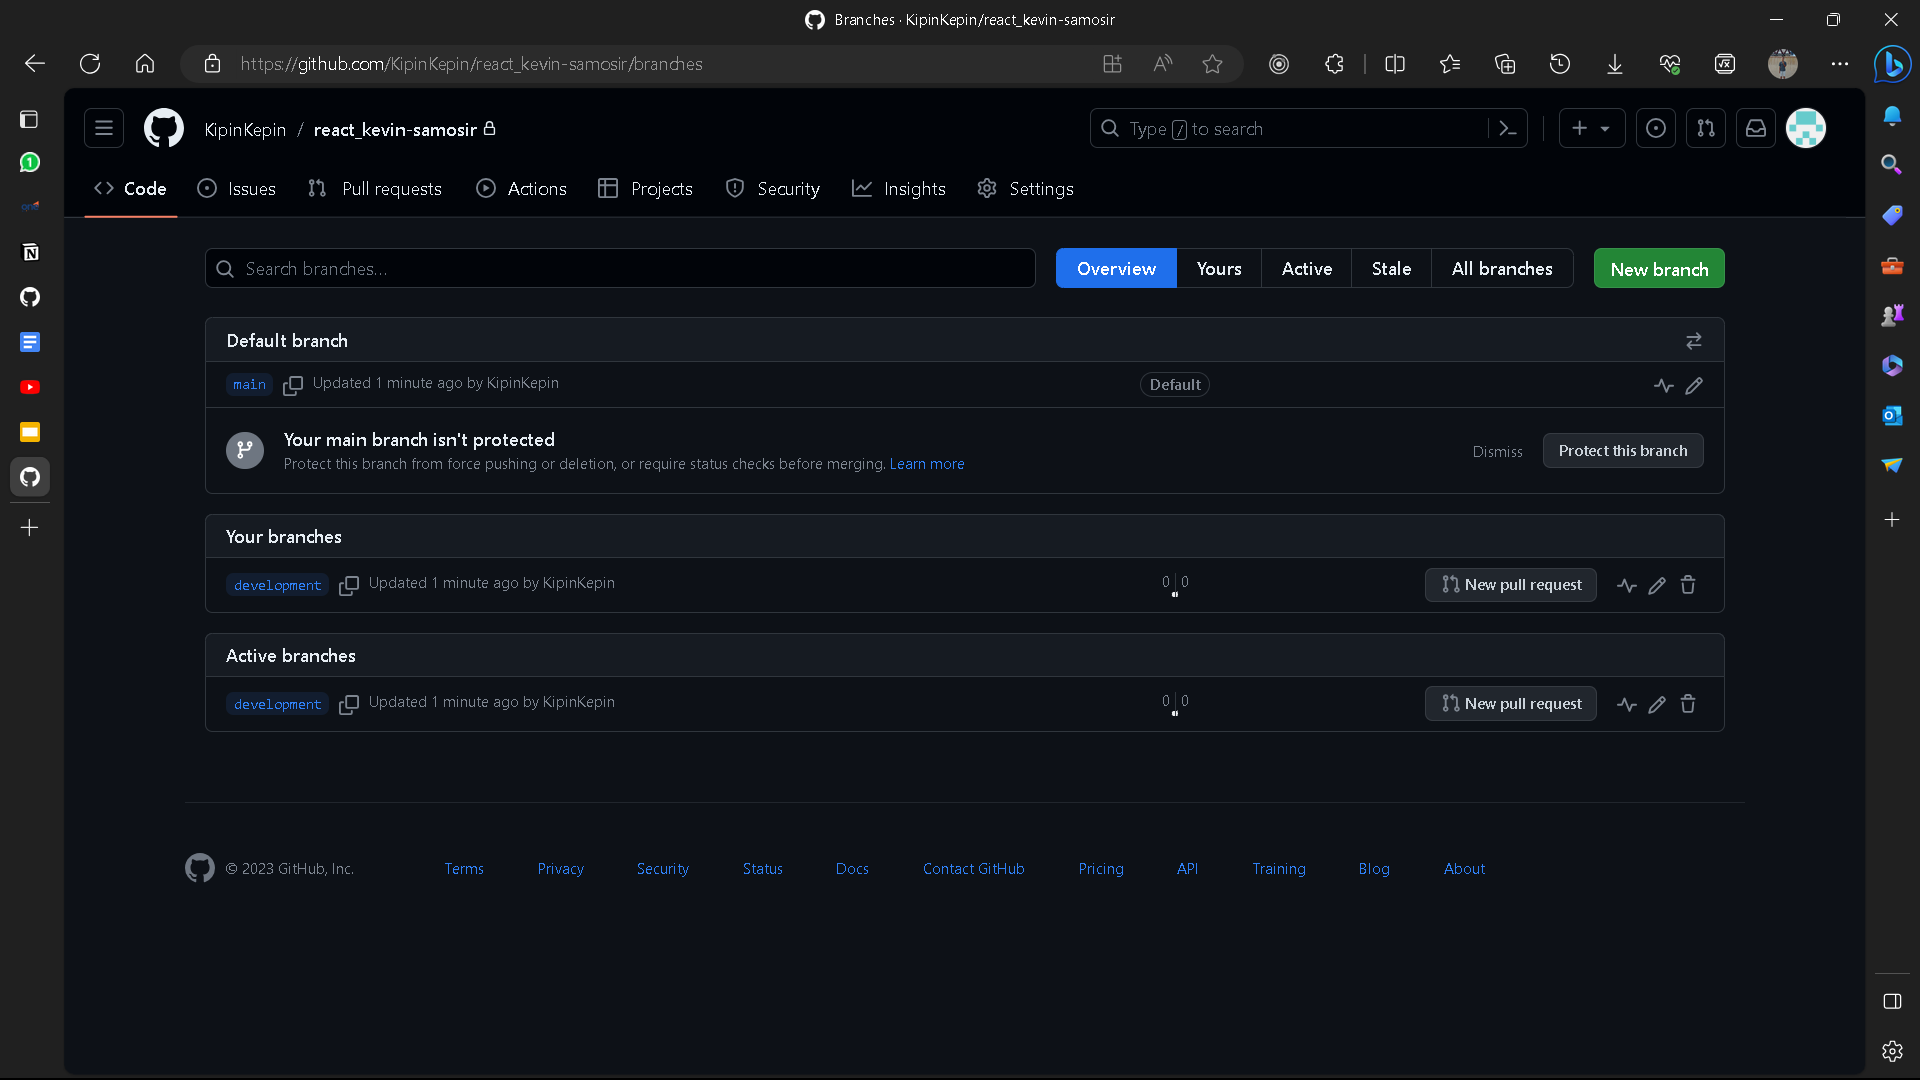 Branches · KipinKepin/react_kevin-samosir
https://github.com/KipinKepin/react_kevin-samosir/branches
KipinKepin / react_kevin-samosir
Type / to search
Code Issues Pull requests Actions Projects Security Insights Settings
Search branches...
Overview Yours Active Stale All branches New branch
Default branch
main Updated 1 minute ago by KipinKepin Default
Your main branch isn't protected
Protect this branch from force pushing or deletion, or require status checks before merging. Learn more
Dismiss Protect this branch
Your branches
development Updated 1 minute ago by KipinKepin 0 0 New pull request
Active branches
development Updated 1 minute ago by KipinKepin 0 0 New pull request
© 2023 GitHub, Inc. Terms Privacy Security Status Docs Contact GitHub Pricing API Training Blog About